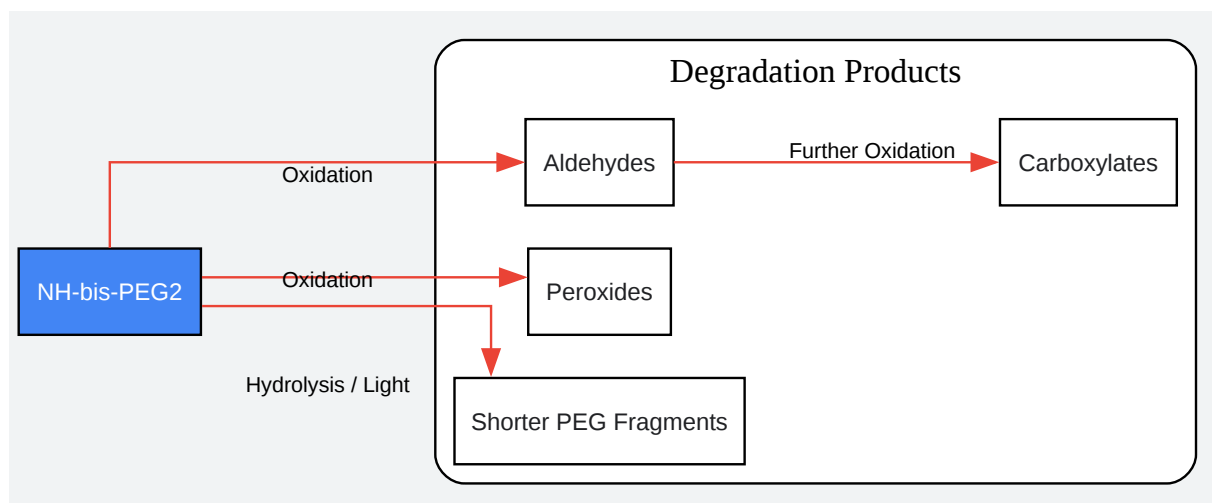 Degradation Products
Aldehydes
Further Oxidation
Carboxylates
Oxidation
NH-bis-PEG2
Oxidation
Peroxides
Hydrolysis / Light
Shorter PEG Fragments